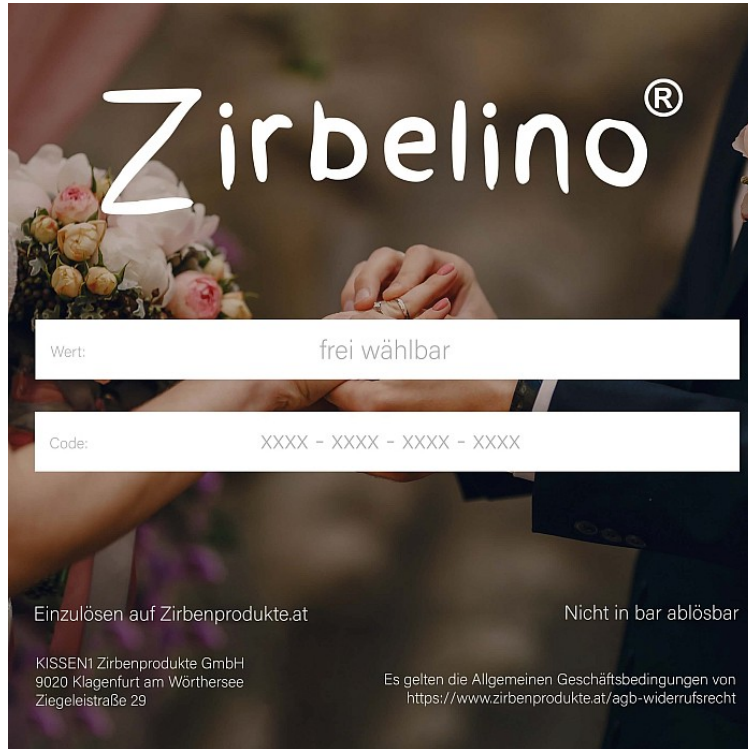 Zirbelino®
Wert: frei wählbar
Code: xxxx - xxxx - xxxx - xxxx
Einzulösen auf Zirbenprodukte.at
Nicht in bar ablösbar
KISSEN1 Zirbenprodukte GmbH
9020 Klagenfurt am Wörthersee
Ziegeleistraße 29
Es gelten die Allgemeinen Geschäftsbedingungen von
https://www.zirbenprodukte.at/agb-widerrufsrecht